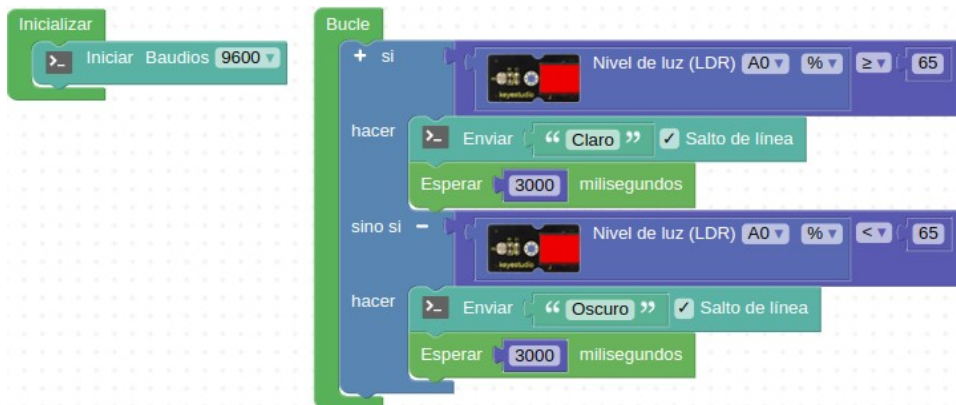 Inicializar
>_ Iniciar Baudios 9600
Bucle
+ si Nivel de luz (LDR) A0 % ≥ 65
keyestudio
hacer >_ Enviar “ Claro ” ✓ Salto de línea
Esperar 3000 milisegundos
sino si − Nivel de luz (LDR) A0 % < 65
keyestudio
hacer >_ Enviar “ Oscuro ” ✓ Salto de línea
Esperar 3000 milisegundos